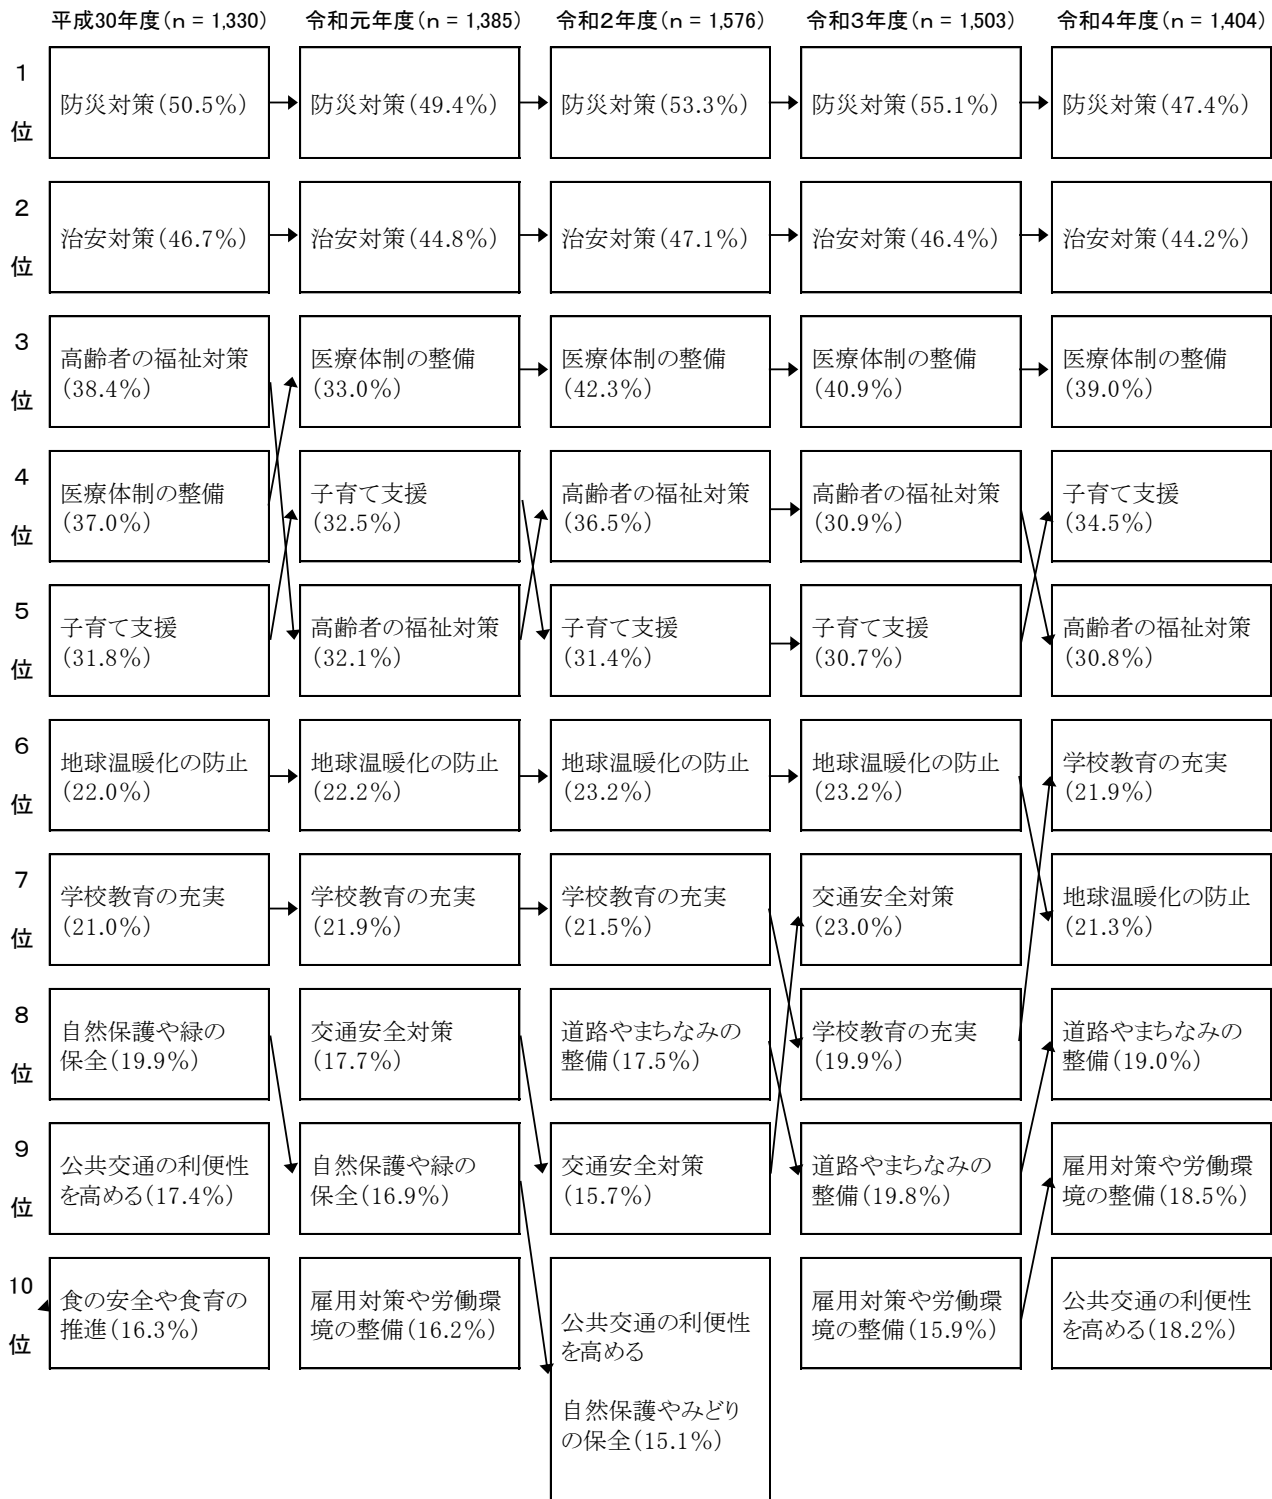 平成30年度(n = 1,330)
令和元年度(n = 1,385)
令和2年度(n = 1,576)
令和3年度(n = 1,503)
令和4年度(n = 1,404)
1
位
防災対策(50.5%)
防災対策(49.4%)
防災対策(53.3%)
防災対策(55.1%)
防災対策(47.4%)
2
位
治安対策(46.7%)
治安対策(44.8%)
治安対策(47.1%)
治安対策(46.4%)
治安対策(44.2%)
3
位
高齢者の福祉対策
(38.4%)
医療体制の整備
(33.0%)
医療体制の整備
(42.3%)
医療体制の整備
(40.9%)
医療体制の整備
(39.0%)
4
位
医療体制の整備
(37.0%)
子育て支援
(32.5%)
高齢者の福祉対策
(36.5%)
高齢者の福祉対策
(30.9%)
子育て支援
(34.5%)
5
位
子育て支援
(31.8%)
高齢者の福祉対策
(32.1%)
子育て支援
(31.4%)
子育て支援
(30.7%)
高齢者の福祉対策
(30.8%)
6
位
地球温暖化の防止
(22.0%)
地球温暖化の防止
(22.2%)
地球温暖化の防止
(23.2%)
地球温暖化の防止
(23.2%)
学校教育の充実
(21.9%)
7
位
学校教育の充実
(21.0%)
学校教育の充実
(21.9%)
学校教育の充実
(21.5%)
交通安全対策
(23.0%)
地球温暖化の防止
(21.3%)
8
位
自然保護や緑の
保全(19.9%)
交通安全対策
(17.7%)
道路やまちなみの
整備(17.5%)
学校教育の充実
(19.9%)
道路やまちなみの
整備(19.0%)
9
位
公共交通の利便性
を高める(17.4%)
自然保護や緑の
保全(16.9%)
交通安全対策
(15.7%)
道路やまちなみの
整備(19.8%)
雇用対策や労働環
境の整備(18.5%)
10
位
食の安全や食育の
推進(16.3%)
雇用対策や労働環
境の整備(16.2%)
公共交通の利便性
を高める
自然保護やみどり
の保全(15.1%)
雇用対策や労働環
境の整備(15.9%)
公共交通の利便性
を高める(18.2%)